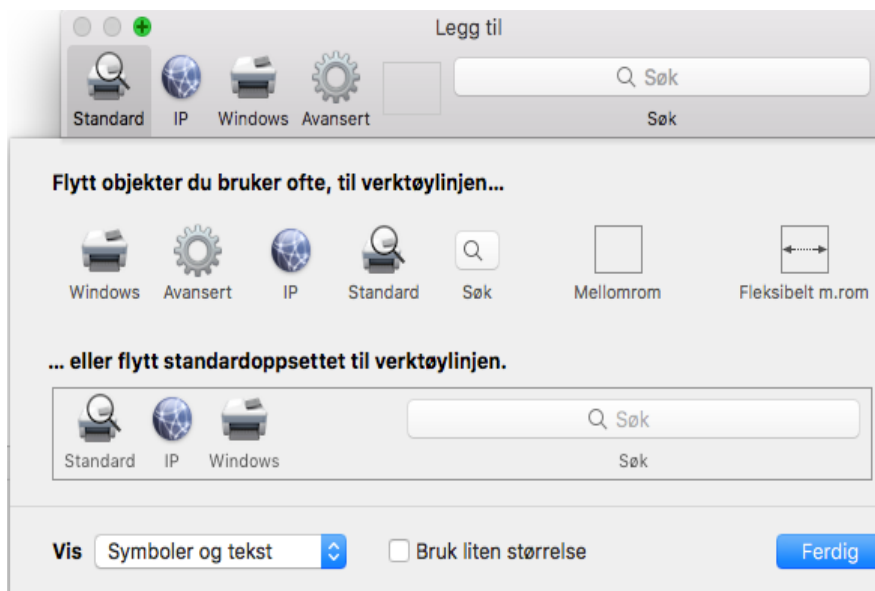 Legg til
Søk
Standard IP Windows Avansert Søk
Flytt objekter du bruker ofte, til verktøylinjen...
Windows Avansert IP Standard Søk Mellomrom Fleksibelt m.rom
... eller flytt standardoppsettet til verktøylinjen.
Søk
Standard IP Windows Søk
Vis Symboler og tekst Bruk liten størrelse Ferdig